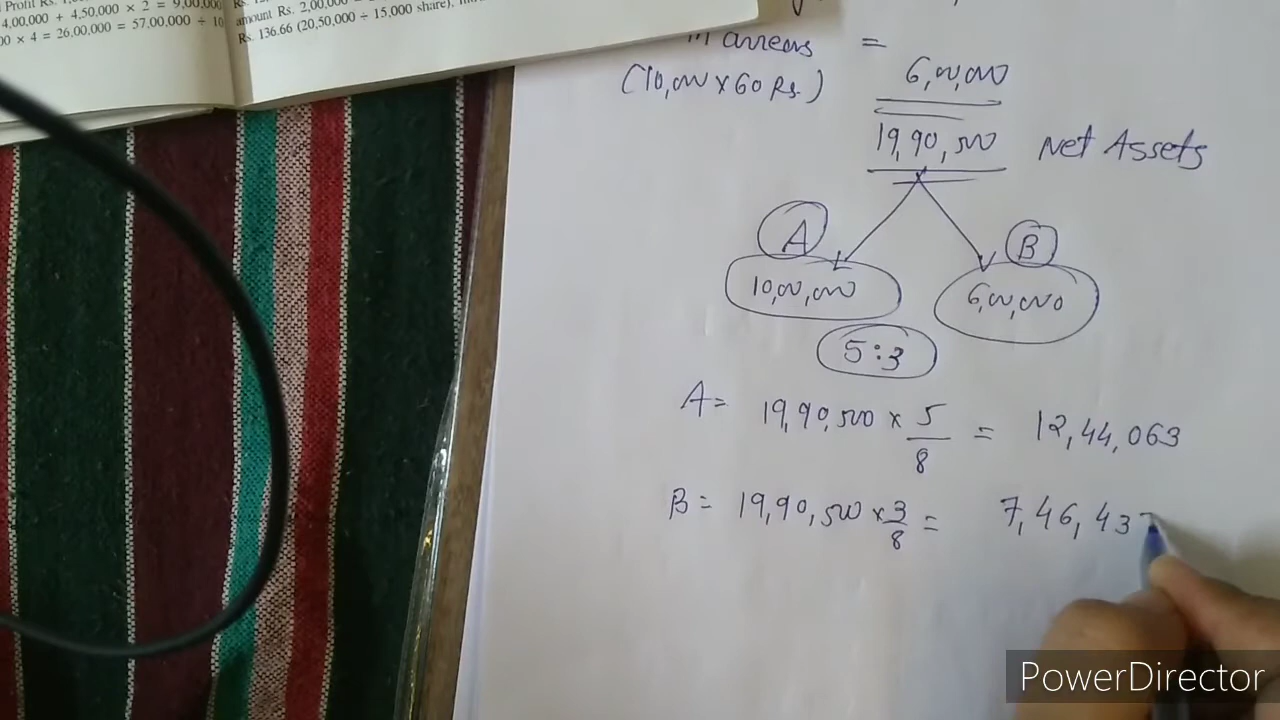 Profit Rs.
4,00,000 + 4,50,000 × 2 = 9,00,000
00 × 4 = 26,00,000 = 57,00,000 ÷ 10
amount Rs. 2,00,000
Rs. 136.66 (20,50,000 ÷ 15,000 share),
in arrears =
(10,000 × 60 Rs.) 6,00,000
19,90,500 Net Assets
A B
10,00,000 6,00,000
5:3
A = 19,90,500 × 5/8 = 12,44,063
B = 19,90,500 × 3/8 = 7,46,437
PowerDirector